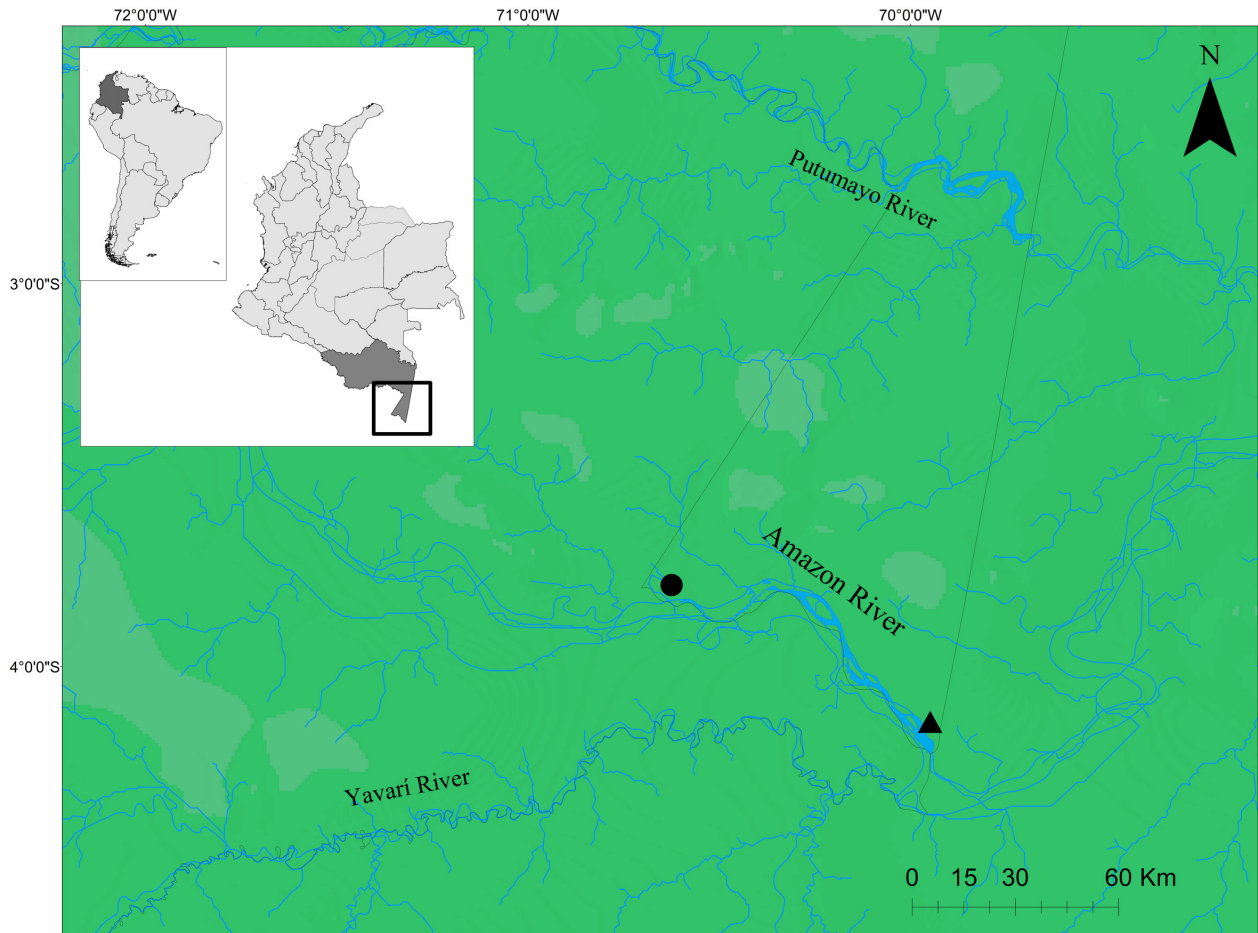 72°0'0"W
71°0'0"W
70°0'0"W
N
Putumayo River
3°0'0"S
Amazon River
4°0'0"S
Yavarí River
0 15 30 60 Km